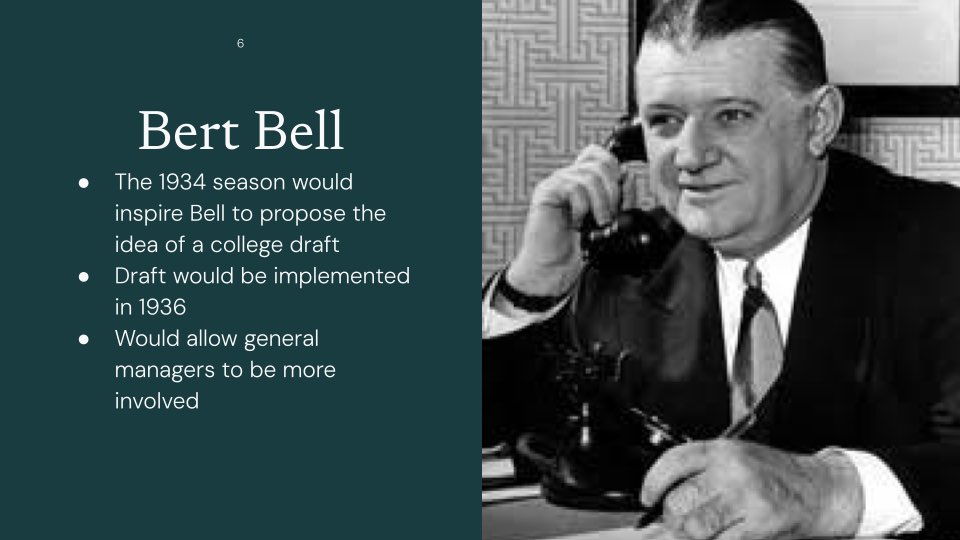 6
Bert Bell
● The 1934 season would
inspire Bell to propose the
idea of a college draft
● Draft would be implemented
in 1936
● Would allow general
managers to be more
involved